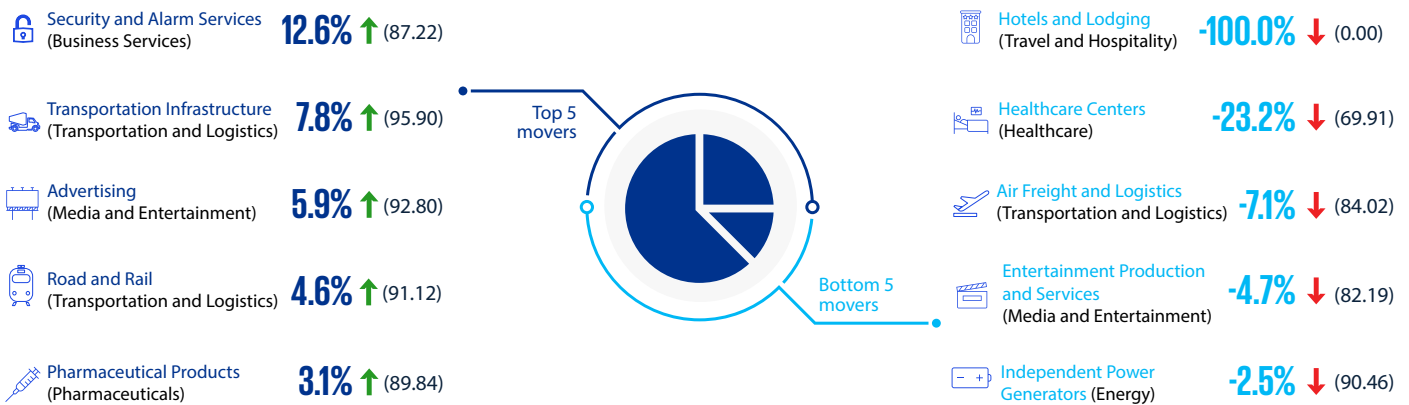 Security and Alarm Services
(Business Services)
12.6% ↑ (87.22)
Transportation Infrastructure
(Transportation and Logistics)
7.8% ↑ (95.90)
Advertising
(Media and Entertainment)
5.9% ↑ (92.80)
Road and Rail
(Transportation and Logistics)
4.6% ↑ (91.12)
Pharmaceutical Products
(Pharmaceuticals)
3.1% ↑ (89.84)
Top 5
movers
Bottom 5
movers
Hotels and Lodging
(Travel and Hospitality)
-100.0% ↓ (0.00)
Healthcare Centers
(Healthcare)
-23.2% ↓ (69.91)
Air Freight and Logistics
(Transportation and Logistics)
-7.1% ↓ (84.02)
Entertainment Production
and Services
(Media and Entertainment)
-4.7% ↓ (82.19)
Independent Power
Generators (Energy)
-2.5% ↓ (90.46)